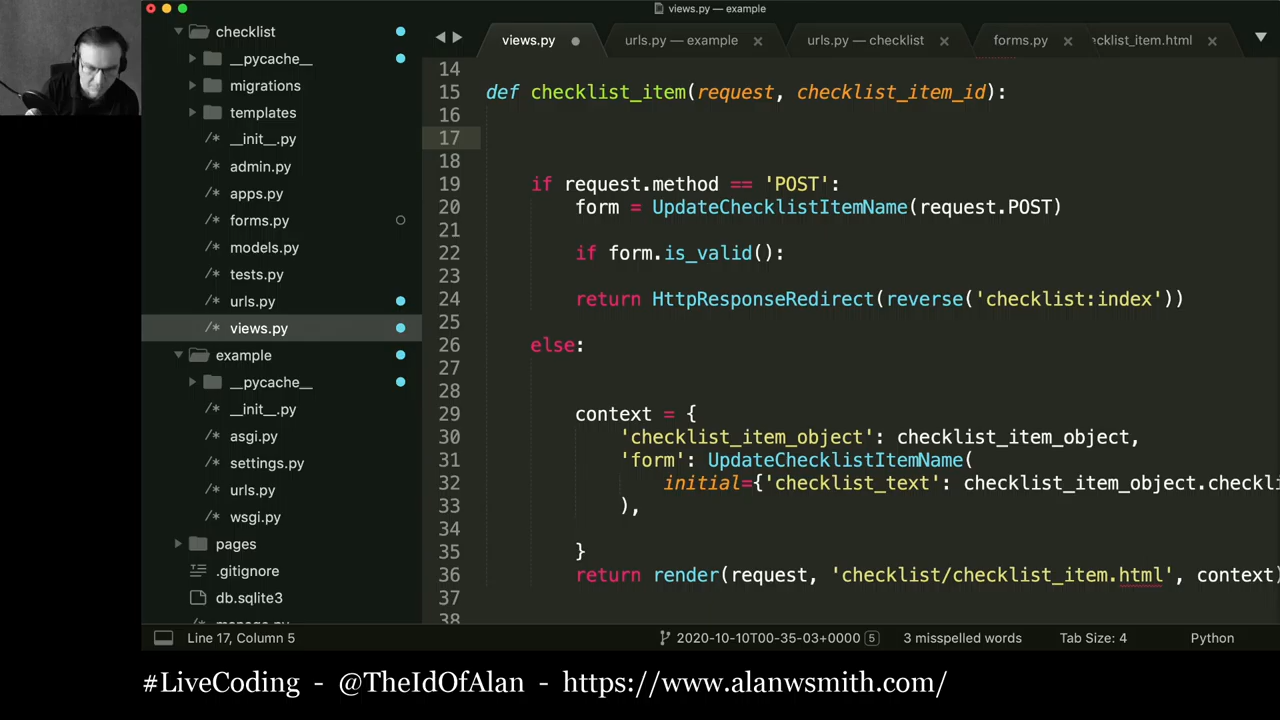 views.py — example
checklist
__pycache__
migrations
templates
/* __init__.py
/* admin.py
/* apps.py
/* forms.py
/* models.py
/* tests.py
/* urls.py
/* views.py
example
__pycache__
/* __init__.py
/* asgi.py
/* settings.py
/* urls.py
/* wsgi.py
pages
.gitignore
db.sqlite3
views.py
urls.py — example
urls.py — checklist
forms.py
cklist_item.html
14
15 def checklist_item(request, checklist_item_id):
16
17
18
19 if request.method == 'POST':
20 form = UpdateChecklistItemName(request.POST)
21
22 if form.is_valid():
23
24 return HttpResponseRedirect(reverse('checklist:index'))
25
26 else:
27
28
29 context = {
30 'checklist_item_object': checklist_item_object,
31 'form': UpdateChecklistItemName(
32 initial={'checklist_text': checklist_item_object.checkl
33 ),
34
35 }
36 return render(request, 'checklist/checklist_item.html', context)
37
38
Line 17, Column 5
2020-10-10T00-35-03+0000 5
3 misspelled words
Tab Size: 4
Python
#LiveCoding - @TheIdOfAlan - https://www.alanwsmith.com/